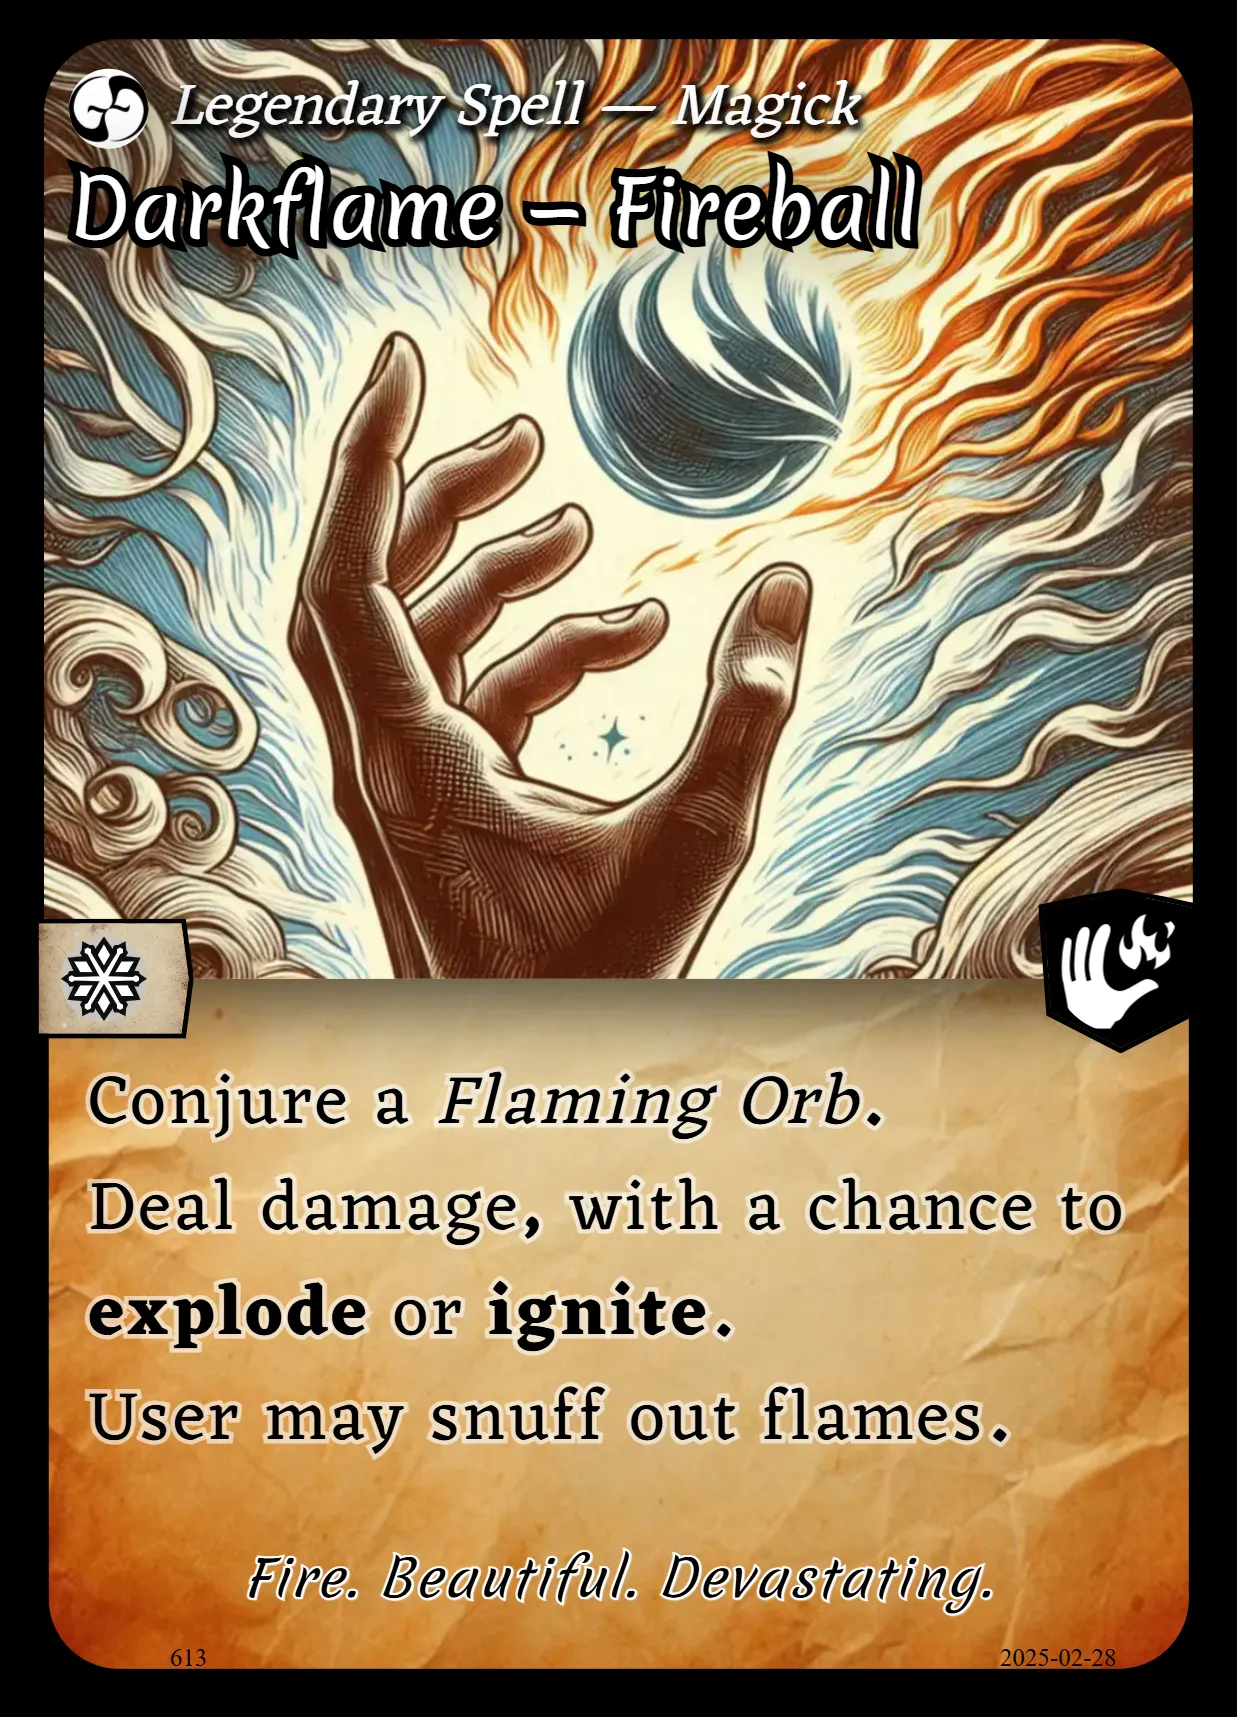 Legendary Spell — Magick
Darkflame – Fireball
Conjure a Flaming Orb.
Deal damage, with a chance to
explode or ignite.
User may snuff out flames.
Fire. Beautiful. Devastating.
613
2025-02-28